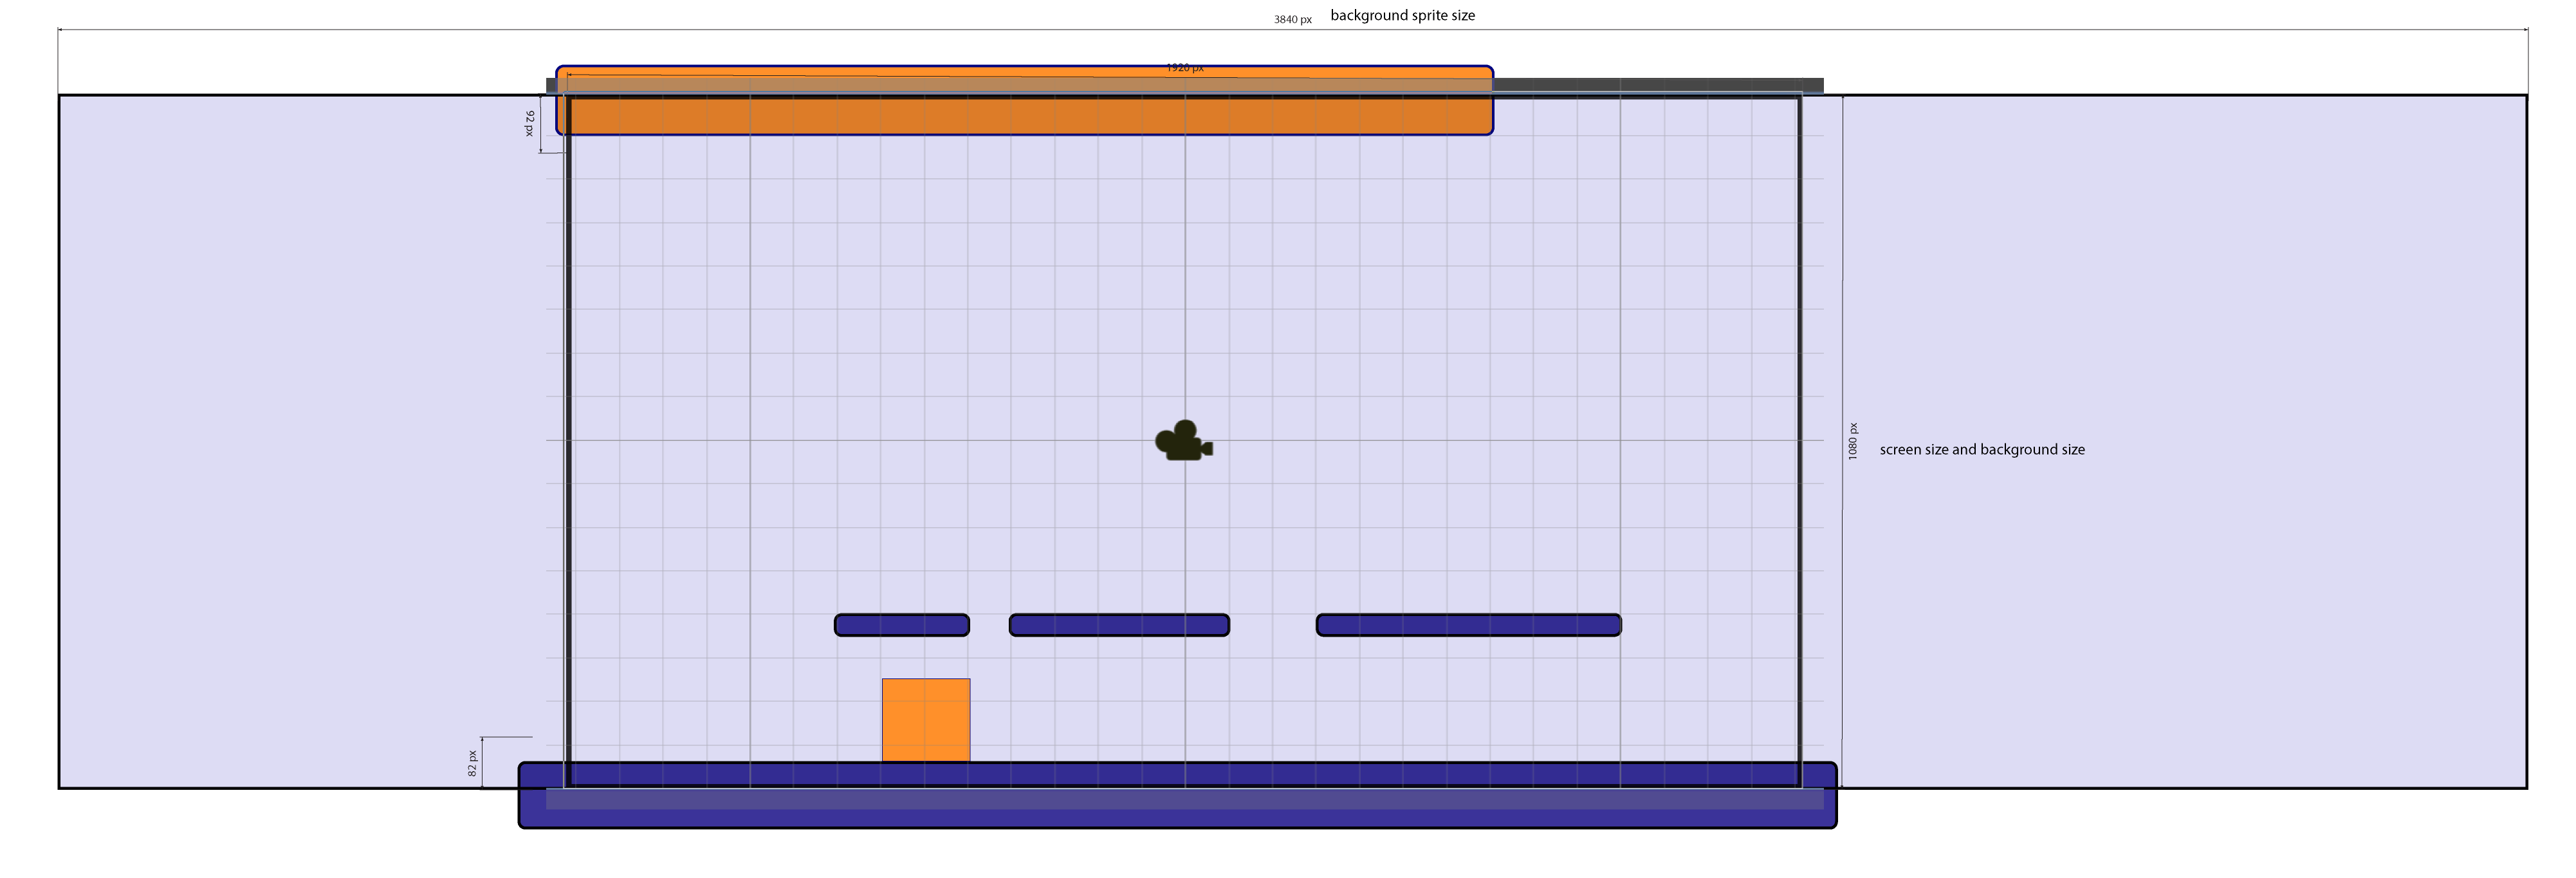 3840 px background sprite size
1920 px
92 px
1080 px
screen size and background size
82 px